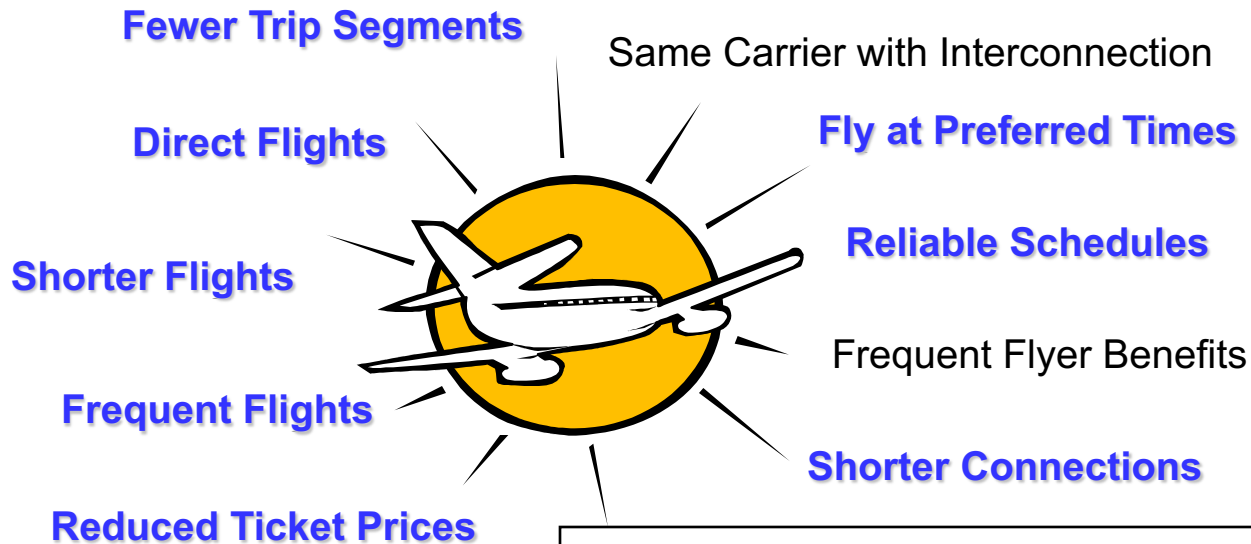 Fewer Trip Segments
Same Carrier with Interconnection
Direct Flights
Fly at Preferred Times
Reliable Schedules
Shorter Flights
Frequent Flyer Benefits
Frequent Flights
Shorter Connections
Reduced Ticket Prices